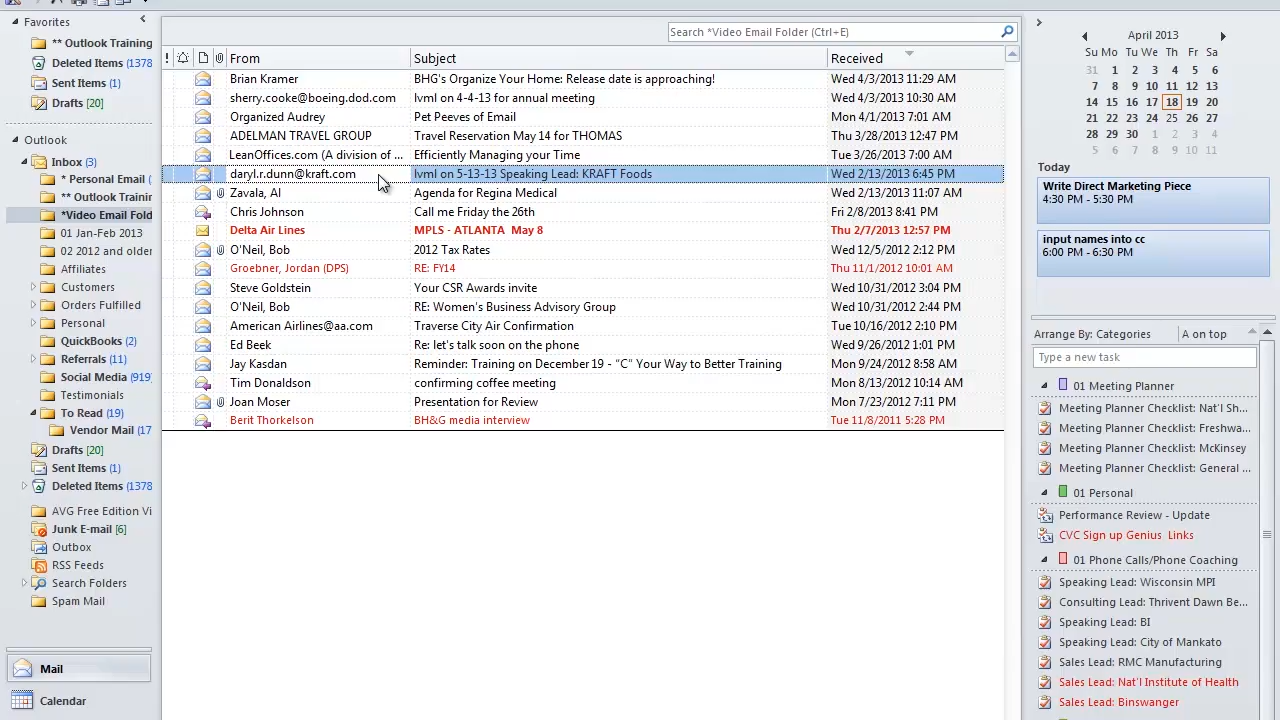 Favorites
** Outlook Training
Deleted Items (1378
Sent Items (1)
Drafts [20]
Outlook
Inbox (3)
* Personal Email (
** Outlook Trainin
*Video Email Fold
01 Jan-Feb 2013
02 2012 and older
Affiliates
Customers
Orders Fulfilled
Personal
QuickBooks (2)
Referrals (11)
Social Media (919)
Testimonials
To Read (19)
Vendor Mail (17
Drafts [20]
Sent Items (1)
Deleted Items (1378
AVG Free Edition Vi
Junk E-mail [6]
Outbox
RSS Feeds
Search Folders
Spam Mail
Mail
Calendar
Search *Video Email Folder (Ctrl+E)
! From Subject Received
Brian Kramer BHG's Organize Your Home: Release date is approaching! Wed 4/3/2013 11:29 AM
sherry.cooke@boeing.dod.com lvml on 4-4-13 for annual meeting Wed 4/3/2013 10:30 AM
Organized Audrey Pet Peeves of Email Mon 4/1/2013 7:01 AM
ADELMAN TRAVEL GROUP Travel Reservation May 14 for THOMAS Thu 3/28/2013 12:47 PM
LeanOffices.com (A division of ... Efficiently Managing your Time Tue 3/26/2013 7:00 AM
daryl.r.dunn@kraft.com lvml on 5-13-13 Speaking Lead: KRAFT Foods Wed 2/13/2013 6:45 PM
Zavala, Al Agenda for Regina Medical Wed 2/13/2013 11:07 AM
Chris Johnson Call me Friday the 26th Fri 2/8/2013 8:41 PM
Delta Air Lines MPLS - ATLANTA May 8 Thu 2/7/2013 12:57 PM
O'Neil, Bob 2012 Tax Rates Wed 12/5/2012 2:12 PM
Groebner, Jordan (DPS) RE: FY14 Thu 11/1/2012 10:01 AM
Steve Goldstein Your CSR Awards invite Wed 10/31/2012 3:04 PM
O'Neil, Bob RE: Women's Business Advisory Group Wed 10/31/2012 2:44 PM
American Airlines@aa.com Traverse City Air Confirmation Tue 10/16/2012 2:10 PM
Ed Beek Re: let's talk soon on the phone Wed 9/26/2012 1:01 PM
Jay Kasdan Reminder: Training on December 19 - "C" Your Way to Better Training Mon 9/24/2012 8:58 AM
Tim Donaldson confirming coffee meeting Mon 8/13/2012 10:14 AM
Joan Moser Presentation for Review Mon 7/23/2012 7:11 PM
Berit Thorkelson BH&G media interview Tue 11/8/2011 5:28 PM
April 2013
Su Mo Tu We Th Fr Sa
31 1 2 3 4 5 6
7 8 9 10 11 12 13
14 15 16 17 18 19 20
21 22 23 24 25 26 27
28 29 30 1 2 3 4
5 6 7 8 9 10 11
Today
Write Direct Marketing Piece
4:30 PM - 5:30 PM
input names into cc
6:00 PM - 6:30 PM
Arrange By: Categories A on top
Type a new task
01 Meeting Planner
Meeting Planner Checklist: Nat'l Sh...
Meeting Planner Checklist: Freshwa...
Meeting Planner Checklist: McKinsey
Meeting Planner Checklist: General ...
01 Personal
Performance Review - Update
CVC Sign up Genius Links
01 Phone Calls/Phone Coaching
Speaking Lead: Wisconsin MPI
Consulting Lead: Thrivent Dawn Be...
Speaking Lead: BI
Speaking Lead: City of Mankato
Sales Lead: RMC Manufacturing
Sales Lead: Nat'l Institute of Health
Sales Lead: Binswanger